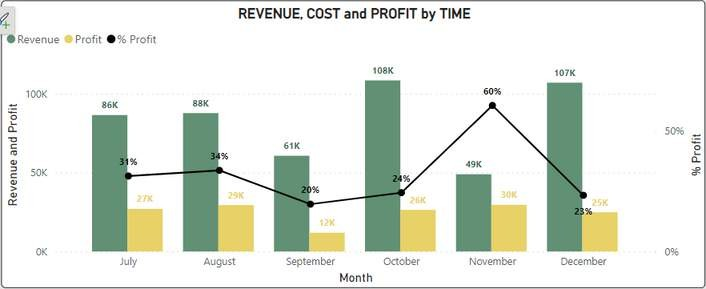 REVENUE, COST and PROFIT by TIME
Revenue Profit % Profit
Revenue and Profit
100K
50K
0K
86K
88K
61K
108K
49K
107K
27K
29K
12K
26K
30K
25K
31%
34%
20%
24%
60%
23%
50%
0%
% Profit
July August September October November December
Month